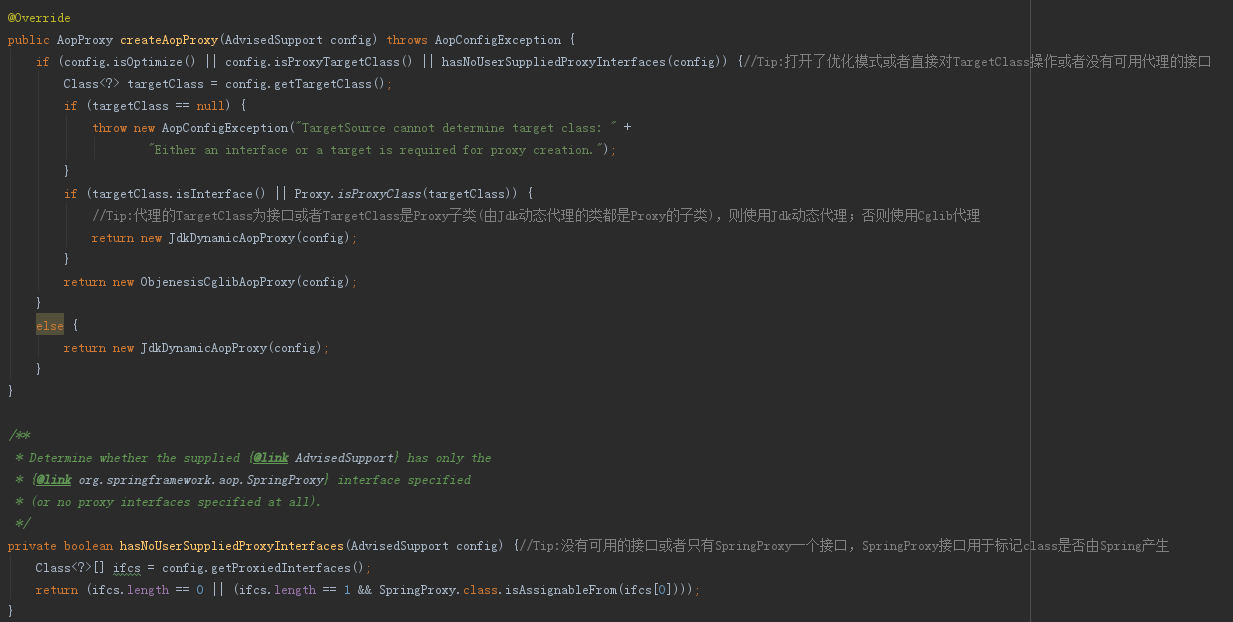 @Override
public AopProxy createAopProxy(AdvisedSupport config) throws AopConfigException {
if (config.isOptimize() || config.isProxyTargetClass() || hasNoUserSuppliedProxyInterfaces(config)) {//Tip:打开了优化模式或者直接对TargetClass操作或者没有可用代理的接口
Class<?> targetClass = config.getTargetClass();
if (targetClass == null) {
throw new AopConfigException("TargetSource cannot determine target class: " +
"Either an interface or a target is required for proxy creation.");
}
if (targetClass.isInterface() || Proxy.isProxyClass(targetClass)) {
//Tip:代理的TargetClass为接口或者TargetClass是Proxy子类(由Jdk动态代理的类都是Proxy的子类)，则使用Jdk动态代理；否则使用Cglib代理
return new JdkDynamicAopProxy(config);
}
return new ObjenesisCglibAopProxy(config);
}
else {
return new JdkDynamicAopProxy(config);
}
}
/**
* Determine whether the supplied {@link AdvisedSupport} has only the
* {@link org.springframework.aop.SpringProxy} interface specified
* (or no proxy interfaces specified at all).
*/
private boolean hasNoUserSuppliedProxyInterfaces(AdvisedSupport config) {//Tip:没有可用的接口或者只有SpringProxy一个接口，SpringProxy接口用于标记class是否由Spring产生
Class<?>[] ifcs = config.getProxiedInterfaces();
return (ifcs.length == 0 || (ifcs.length == 1 && SpringProxy.class.isAssignableFrom(ifcs[0])));
}